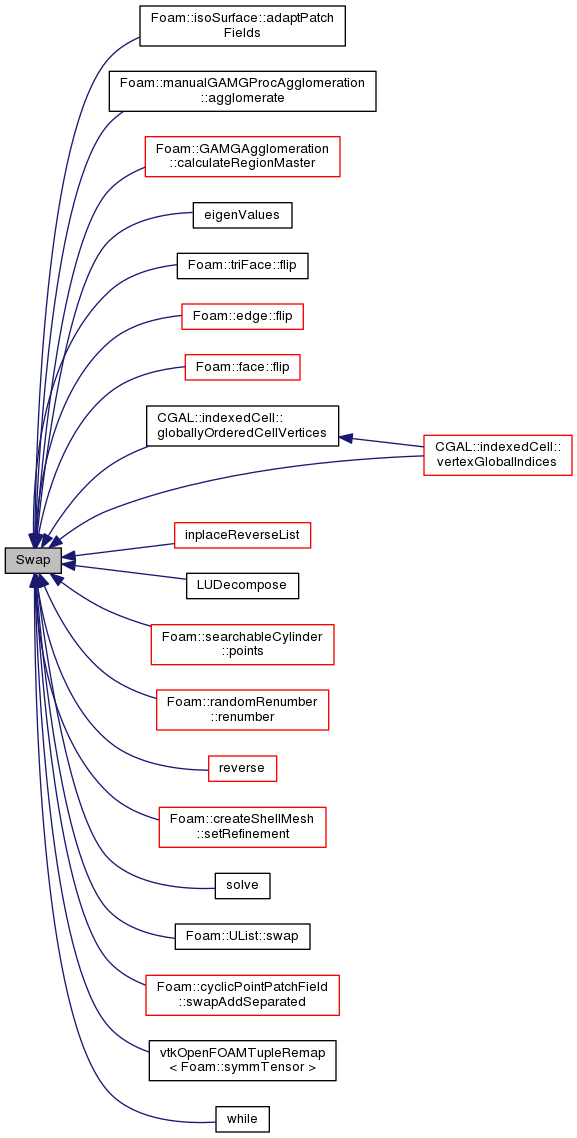 Foam::isoSurface::adaptPatch
Fields
Foam::manualGAMGProcAgglomeration
::agglomerate
Foam::GAMGAgglomeration
::calculateRegionMaster
eigenValues
Foam::triFace::flip
Foam::edge::flip
Foam::face::flip
CGAL::indexedCell::
globallyOrderedCellVertices
CGAL::indexedCell::
vertexGlobalIndices
inplaceReverseList
Swap
LUDecompose
Foam::searchableCylinder
::points
Foam::randomRenumber
::renumber
reverse
Foam::createShellMesh
::setRefinement
solve
Foam::UList::swap
Foam::cyclicPointPatchField
::swapAddSeparated
vtkOpenFOAMTupleRemap
< Foam::symmTensor >
while